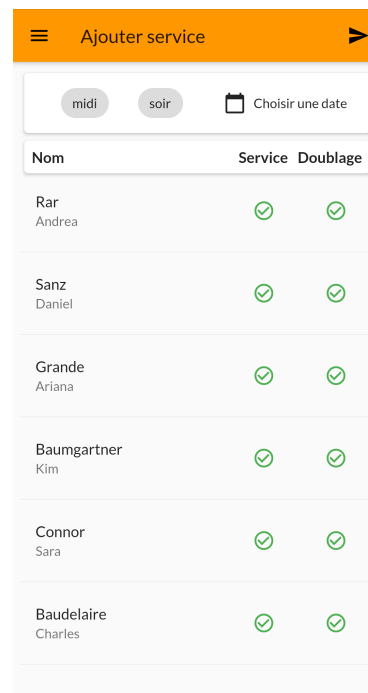 Ajouter service
midi soir Choisir une date
Nom Service Doublage
Rar
Andrea
Sanz
Daniel
Grande
Ariana
Baumgartner
Kim
Connor
Sara
Baudelaire
Charles